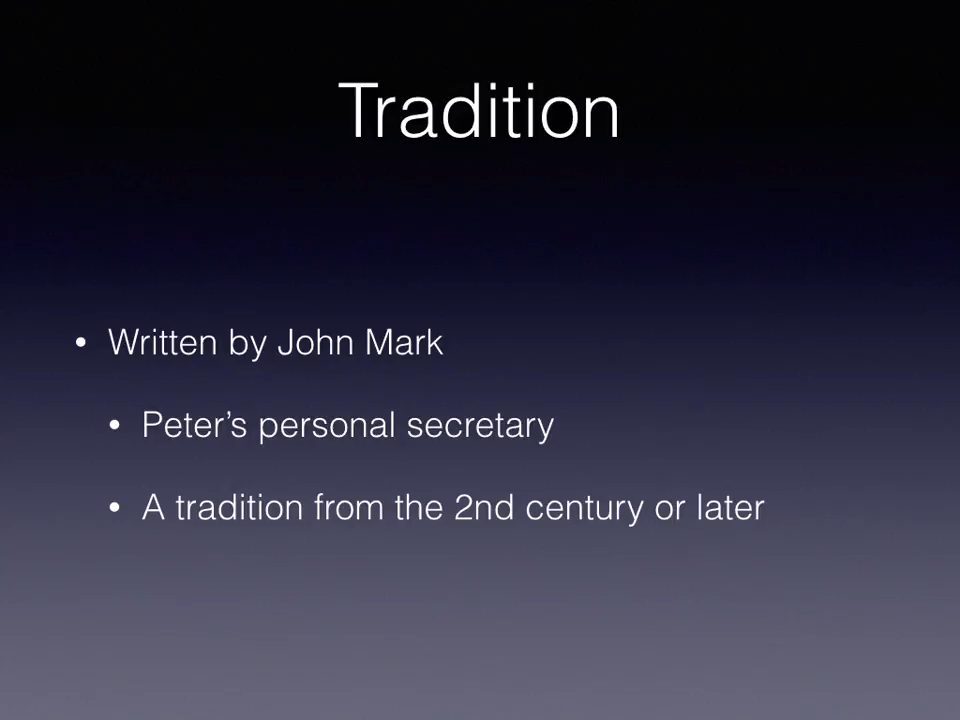 Tradition
• Written by John Mark
• Peter’s personal secretary
• A tradition from the 2nd century or later